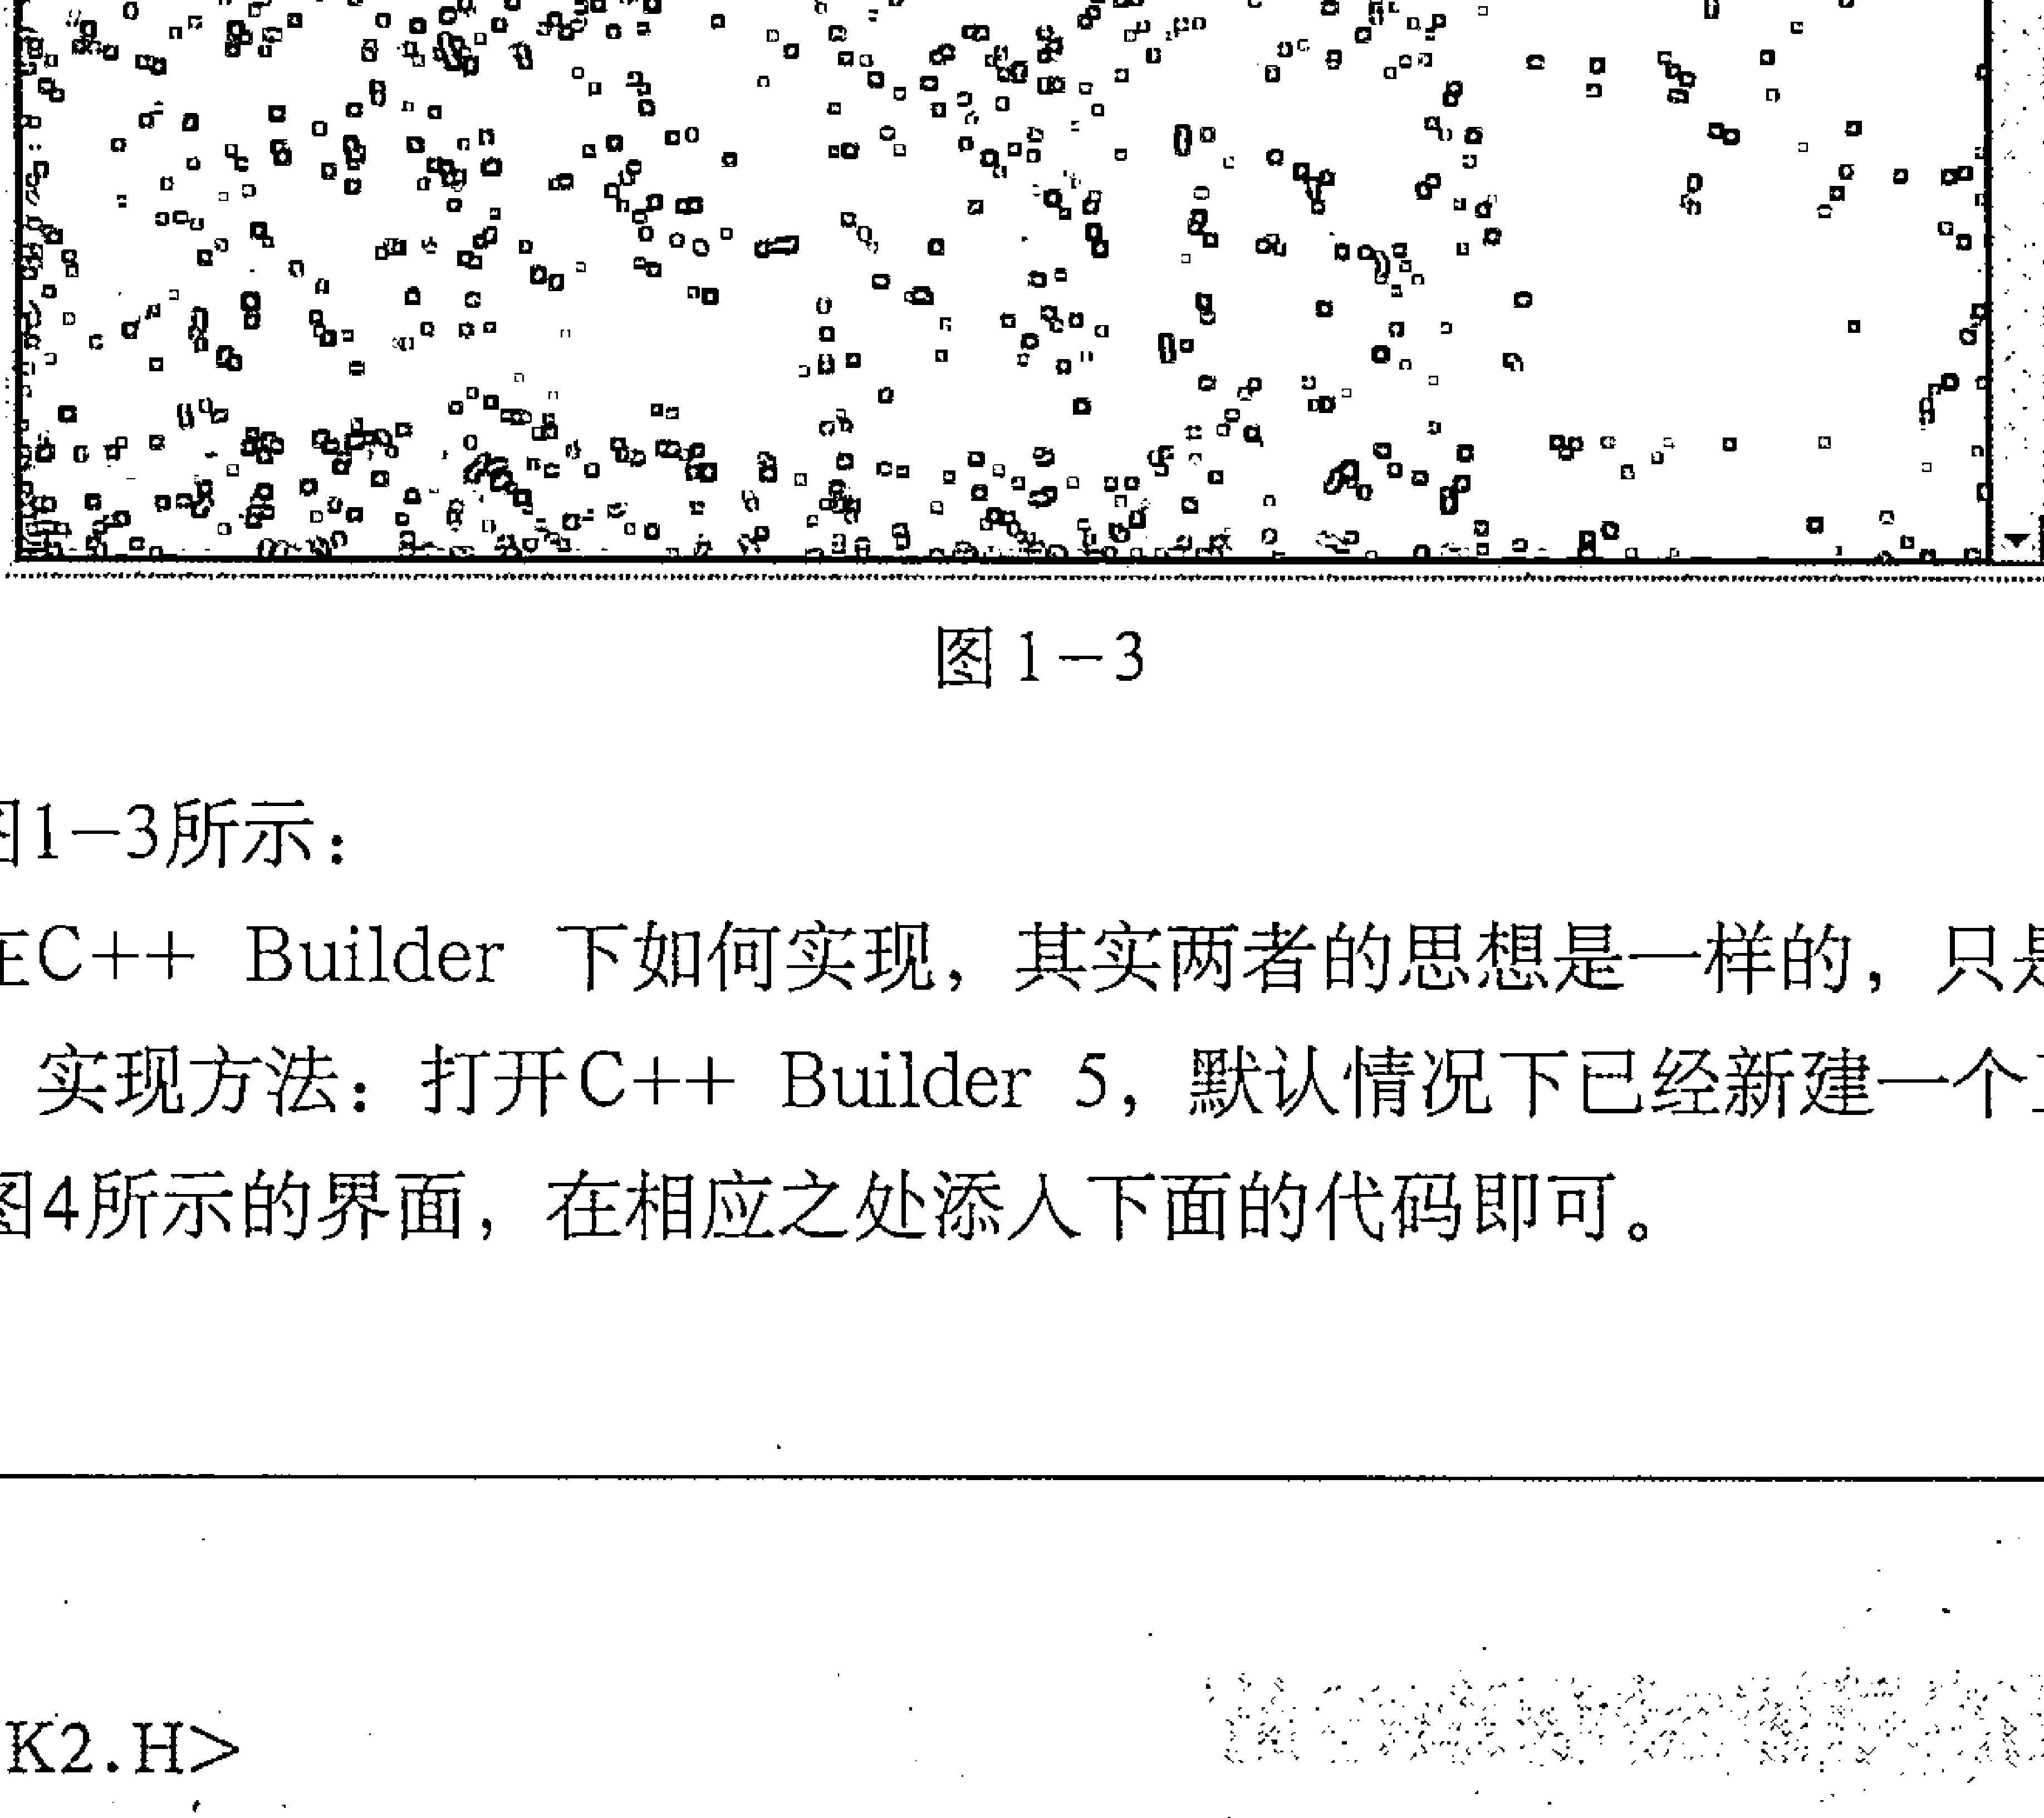 图1-3
图1-3所示：
在C++ Builder 下如何实现，其实两者的思想是一样的，只是
实现方法：打开C++ Builder 5，默认情况下已经新建一个
图4所示的界面，在相应之处添入下面的代码即可。
K2.H>